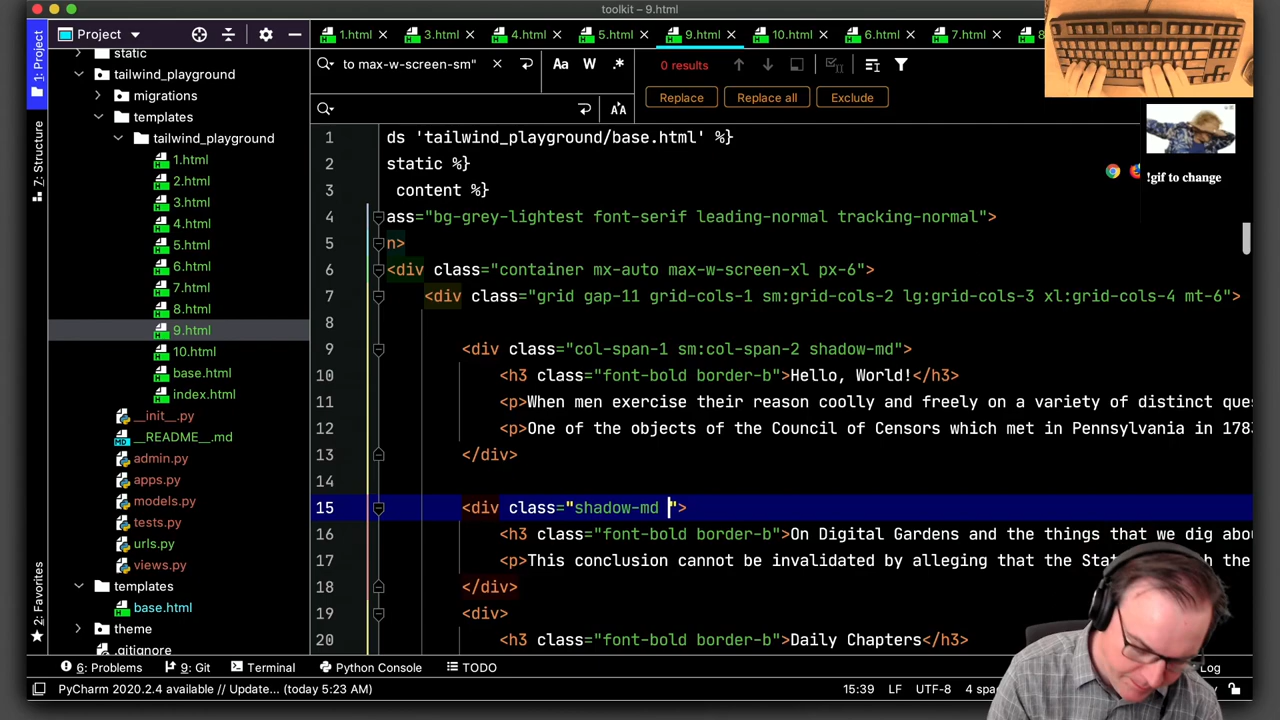 toolkit – 9.html
Project
1.html
3.html
4.html
5.html
9.html
10.html
6.html
7.html
8
to max-w-screen-sm"
Aa W .*
0 results
Replace
Replace all
Exclude
1: Project
7: Structure
2: Favorites
static
tailwind_playground
migrations
templates
tailwind_playground
1.html
2.html
3.html
4.html
5.html
6.html
7.html
8.html
9.html
10.html
base.html
index.html
__init__.py
__README__.md
admin.py
apps.py
models.py
tests.py
urls.py
views.py
templates
base.html
theme
.gitignore
!gif to change
1 ds 'tailwind_playground/base.html' %}
2 static %}
3 content %}
4 ass="bg-grey-lightest font-serif leading-normal tracking-normal">
5 n>
6 <div class="container mx-auto max-w-screen-xl px-6">
7 <div class="grid gap-11 grid-cols-1 sm:grid-cols-2 lg:grid-cols-3 xl:grid-cols-4 mt-6">
8
9 <div class="col-span-1 sm:col-span-2 shadow-md">
10 <h3 class="font-bold border-b">Hello, World!</h3>
11 <p>When men exercise their reason coolly and freely on a variety of distinct que
12 <p>One of the objects of the Council of Censors which met in Pennsylvania in 178
13 </div>
14
15 <div class="shadow-md ">
16 <h3 class="font-bold border-b">On Digital Gardens and the things that we dig abo
17 <p>This conclusion cannot be invalidated by alleging that the Stat h the
18 </div>
19 <div>
20 <h3 class="font-bold border-b">Daily Chapters</h3>
6: Problems
9: Git
Terminal
Python Console
TODO
Log
PyCharm 2020.2.4 available // Update... (today 5:23 AM)
15:39
LF
UTF-8
4 spac